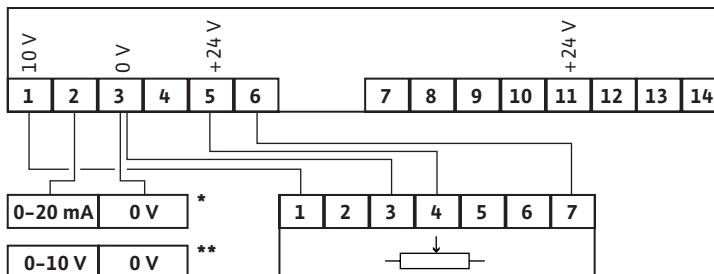 10 V 0 V +24 V +24 V
1 2 3 4 5 6 7 8 9 10 11 12 13 14
0–20 mA 0 V * 1 2 3 4 5 6 7
0–10 V 0 V **